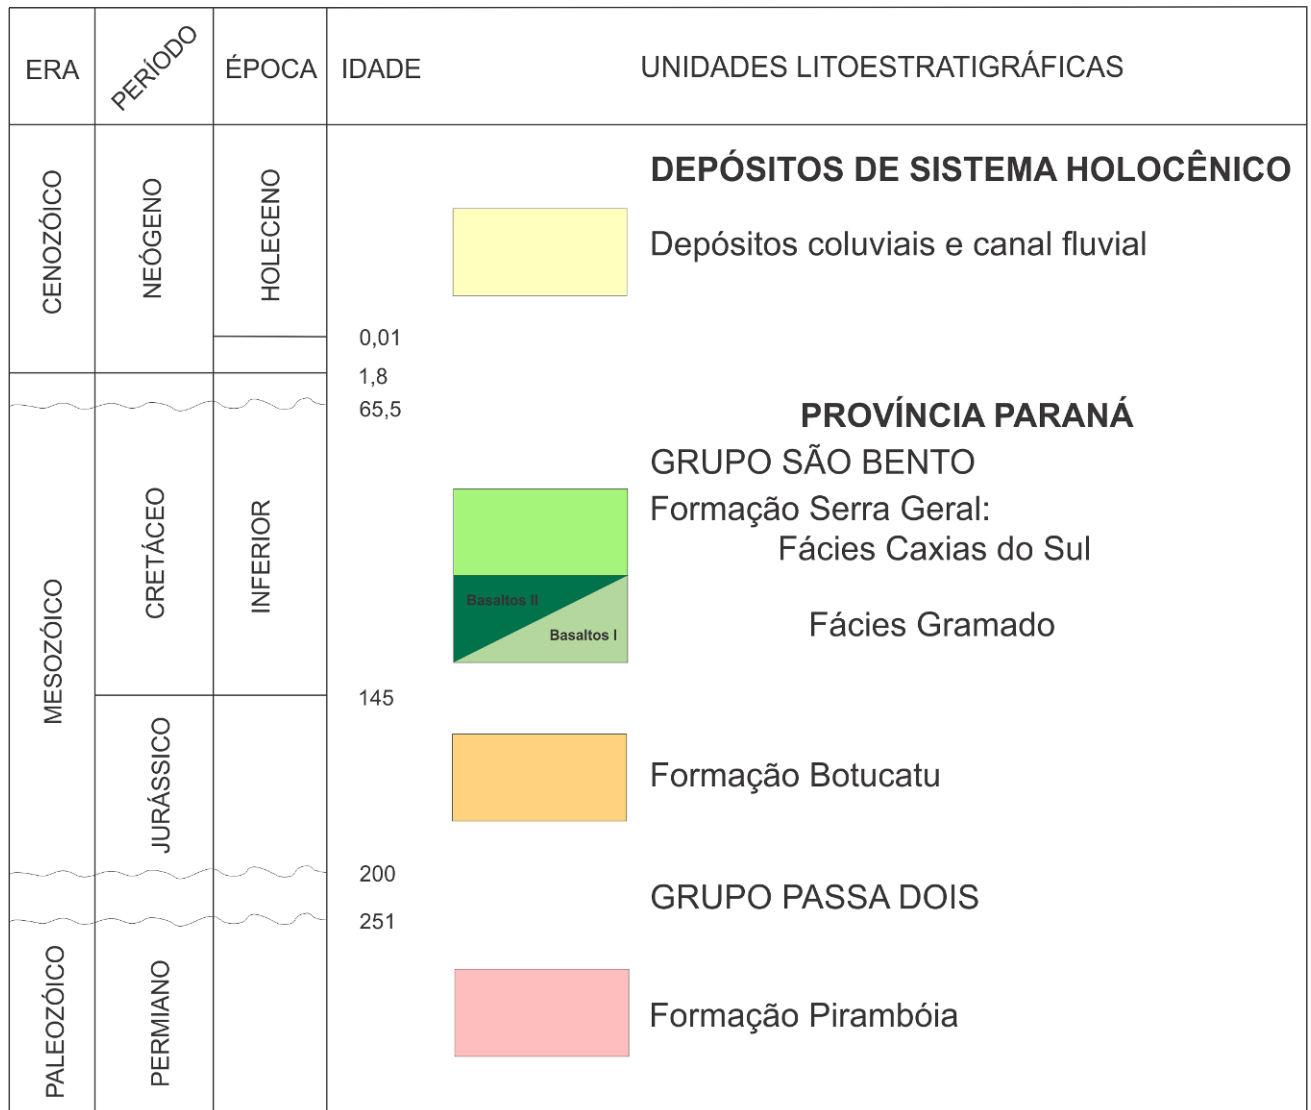 ERA
PERÍODO
ÉPOCA
IDADE
UNIDADES LITOESTRATIGRÁFICAS
CENOZÓICO
NEÓGENO
HOLECENO
DEPÓSITOS DE SISTEMA HOLOCÊNICO
Depósitos coluviais e canal fluvial
0,01
1,8
65,5
PROVÍNCIA PARANÁ
GRUPO SÃO BENTO
MESOZÓICO
CRETÁCEO
INFERIOR
Formação Serra Geral:
Fácies Caxias do Sul
Basaltos II
Basaltos I
Fácies Gramado
145
JURÁSSICO
Formação Botucatu
200
GRUPO PASSA DOIS
251
PALEOZÓICO
PERMIANO
Formação Pirambóia